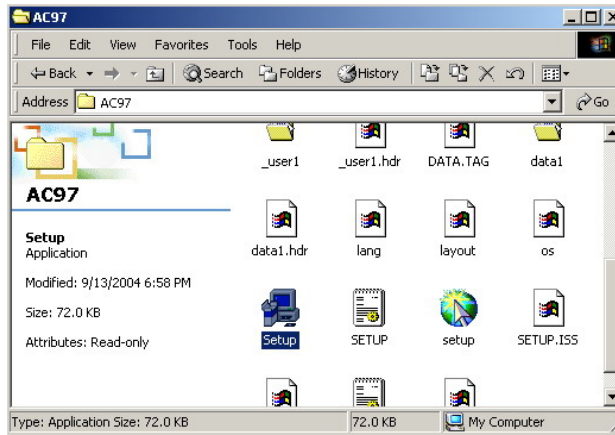 AC97
File Edit View Favorites Tools Help
Back Search Folders History
Address AC97 Go
AC97
Setup
Application
Modified: 9/13/2004 6:58 PM
Size: 72.0 KB
Attributes: Read-only
_user1 _user1.hdr DATA.TAG data1
data1.hdr lang layout os
Setup SETUP setup SETUP.ISS
Type: Application Size: 72.0 KB 72.0 KB My Computer